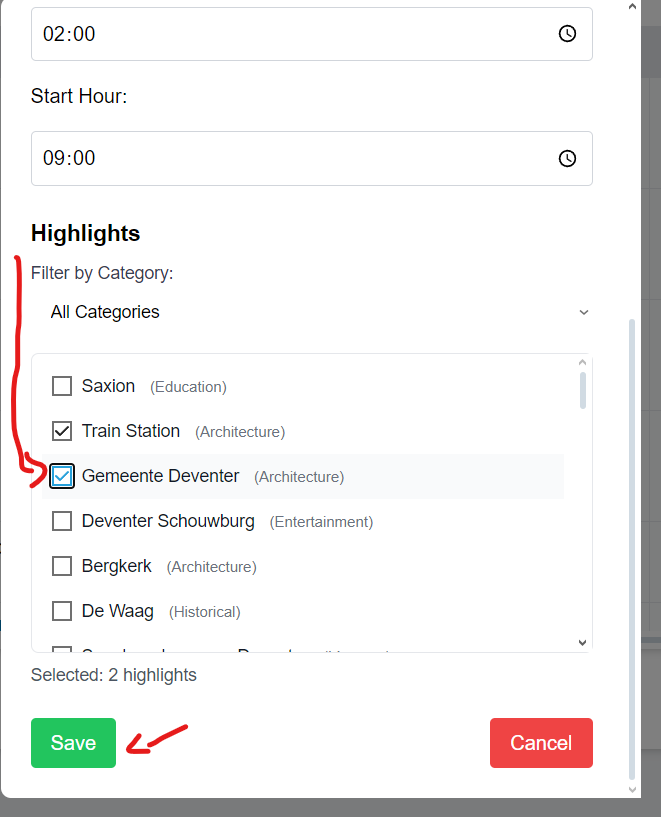 02:00
Start Hour:
09:00
Highlights
Filter by Category:
All Categories
Saxion (Education)
Train Station (Architecture)
Gemeente Deventer (Architecture)
Deventer Schouwburg (Entertainment)
Bergkerk (Architecture)
De Waag (Historical)
Selected: 2 highlights
Save Cancel